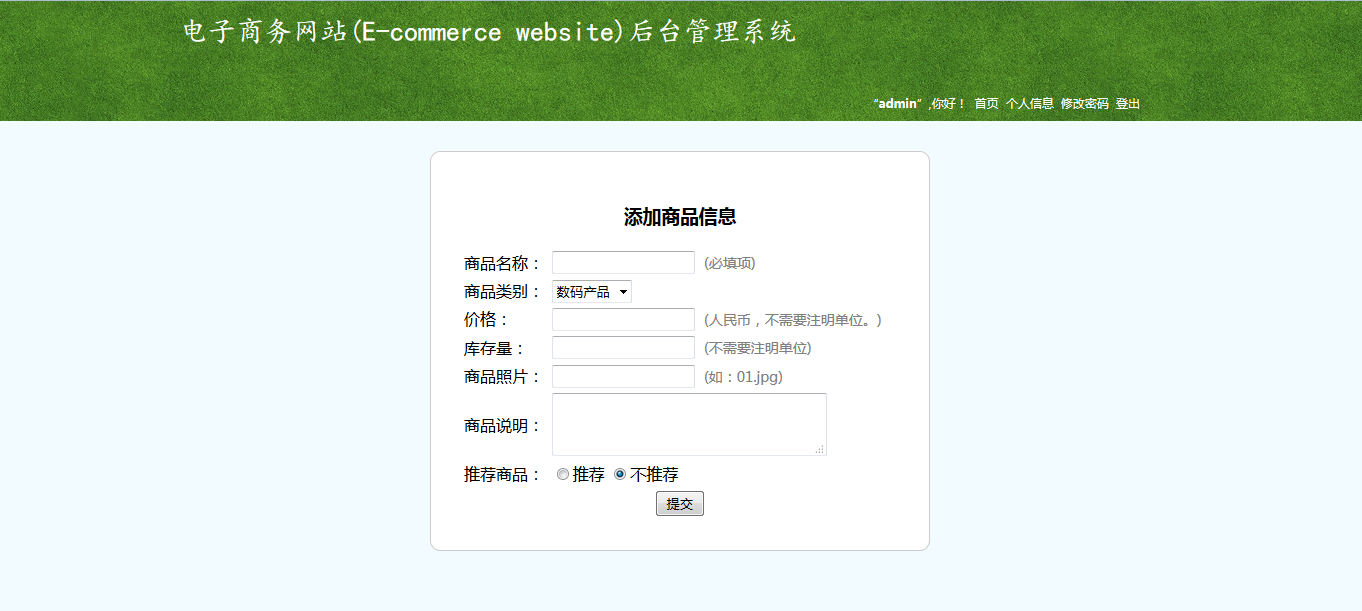 电子商务网站(E-commerce website)后台管理系统
“admin”,你好！ 首页 个人信息 修改密码 登出
添加商品信息
商品名称： (必填项)
商品类别： 数码产品
价格： (人民币，不需要注明单位。)
库存量： (不需要注明单位)
商品照片： (如：01.jpg)
商品说明：
推荐商品： 推荐 不推荐
提交